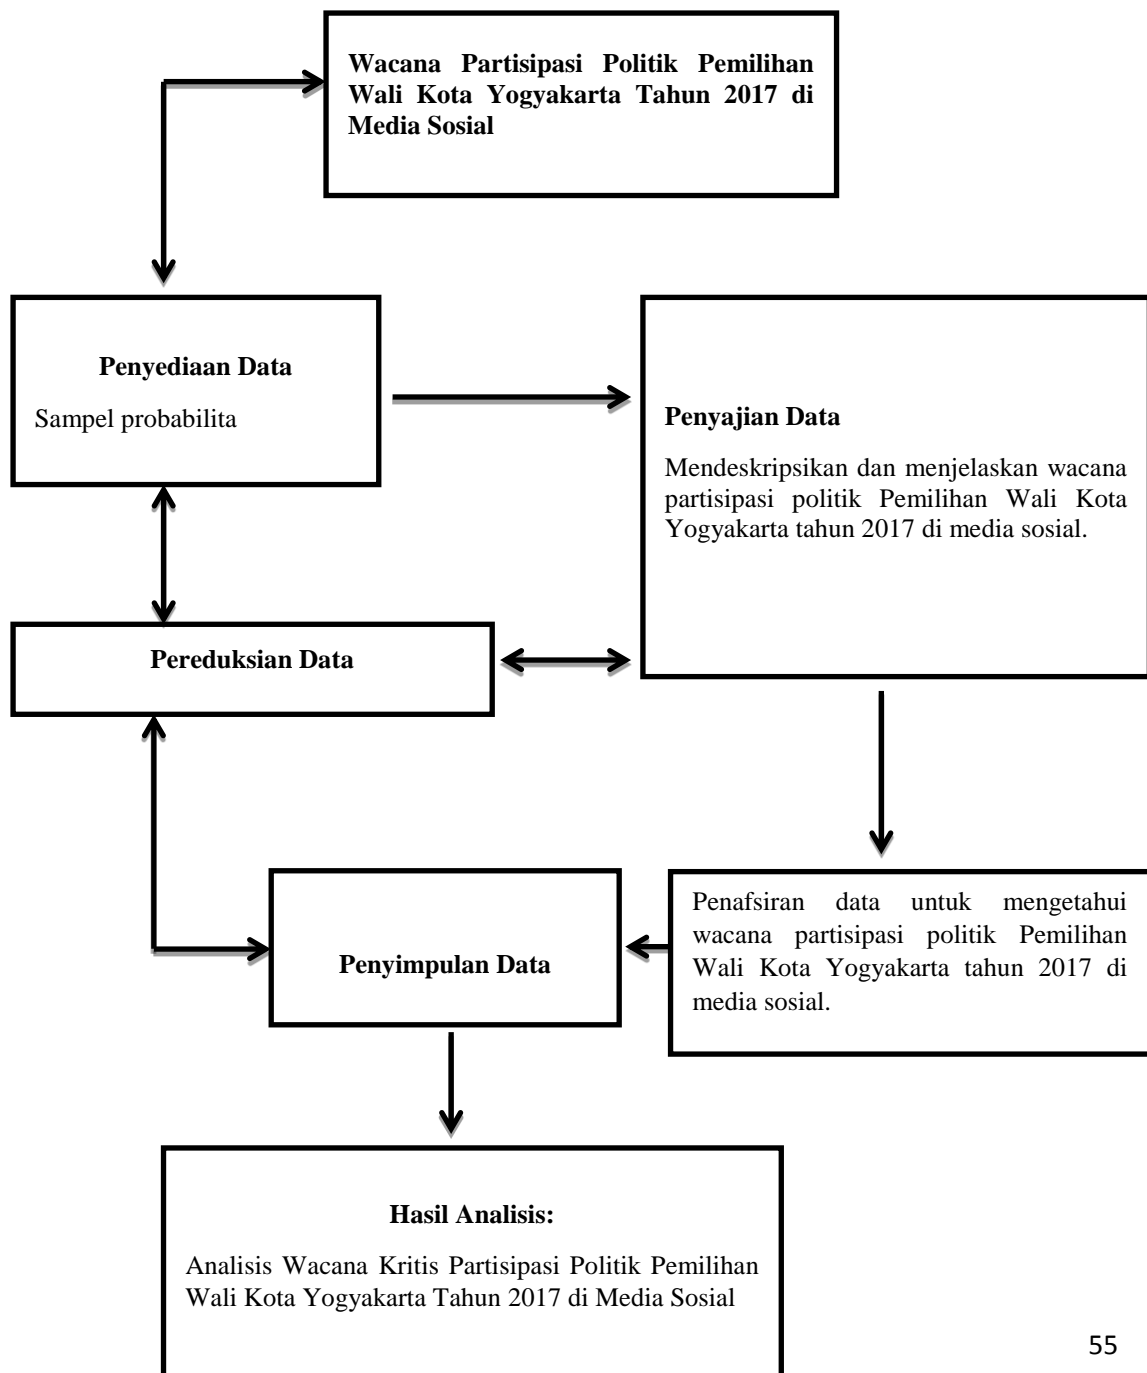 Wacana Partisipasi Politik Pemilihan
Wali Kota Yogyakarta Tahun 2017 di
Media Sosial
Penyediaan Data
Sampel probabilita
Penyajian Data
Mendeskripsikan dan menjelaskan wacana
partisipasi politik Pemilihan Wali Kota
Yogyakarta tahun 2017 di media sosial.
Pereduksian Data
Penafsiran data untuk mengetahui
wacana partisipasi politik Pemilihan
Wali Kota Yogyakarta tahun 2017 di
media sosial.
Penyimpulan Data
Hasil Analisis:
Analisis Wacana Kritis Partisipasi Politik Pemilihan
Wali Kota Yogyakarta Tahun 2017 di Media Sosial
55